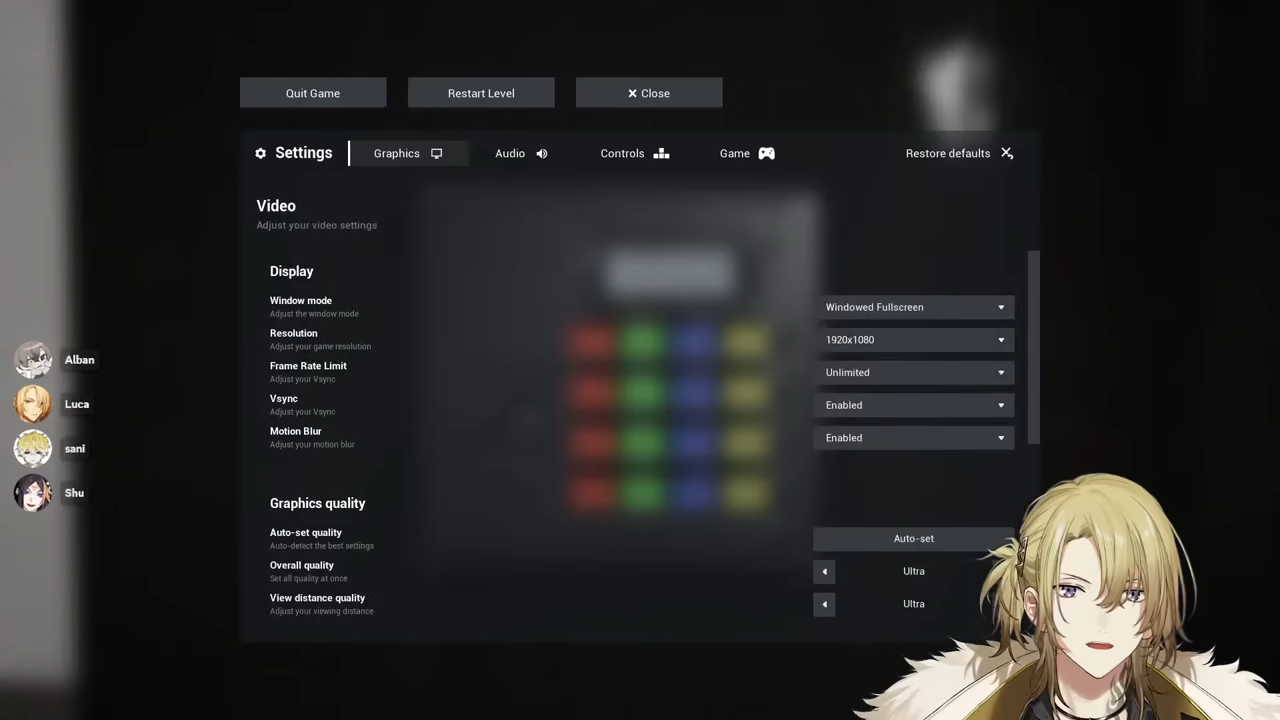 Quit Game
Restart Level
Close
Settings
Graphics
Audio
Controls
Game
Restore defaults
Video
Adjust your video settings
Display
Window mode
Adjust the window mode
Windowed Fullscreen
Resolution
Adjust your game resolution
1920x1080
Frame Rate Limit
Adjust your Vsync
Unlimited
Vsync
Adjust your Vsync
Enabled
Motion Blur
Adjust your motion blur
Enabled
Graphics quality
Auto-set quality
Auto-detect the best settings
Auto-set
Overall quality
Set all quality at once
Ultra
View distance quality
Adjust your viewing distance
Ultra
Alban
Luca
sani
Shu